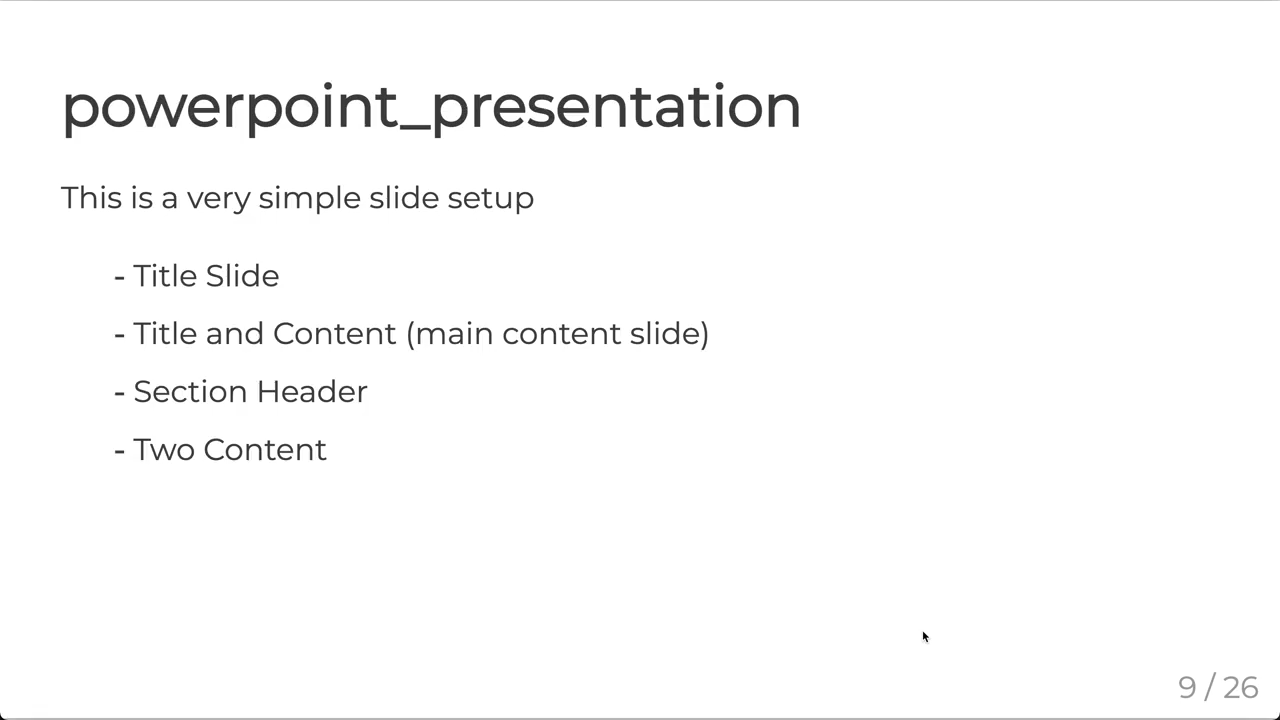 powerpoint_presentation
This is a very simple slide setup
- Title Slide
- Title and Content (main content slide)
- Section Header
- Two Content
9 / 26